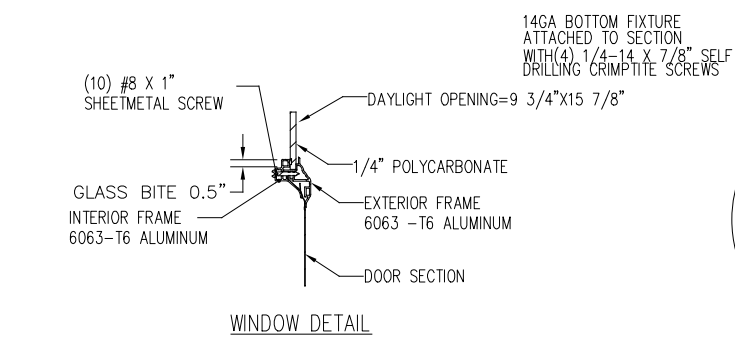 14GA BOTTOM FIXTURE
ATTACHED TO SECTION
WITH(4) 1/4-14 X 7/8" SELF
DRILLING CRIMPTITE SCREWS
(10) #8 X 1"
SHEETMETAL SCREW
DAYLIGHT OPENING=9 3/4"X15 7/8"
1/4" POLYCARBONATE
GLASS BITE 0.5"
INTERIOR FRAME
6063-T6 ALUMINUM
EXTERIOR FRAME
6063 -T6 ALUMINUM
DOOR SECTION
WINDOW DETAIL